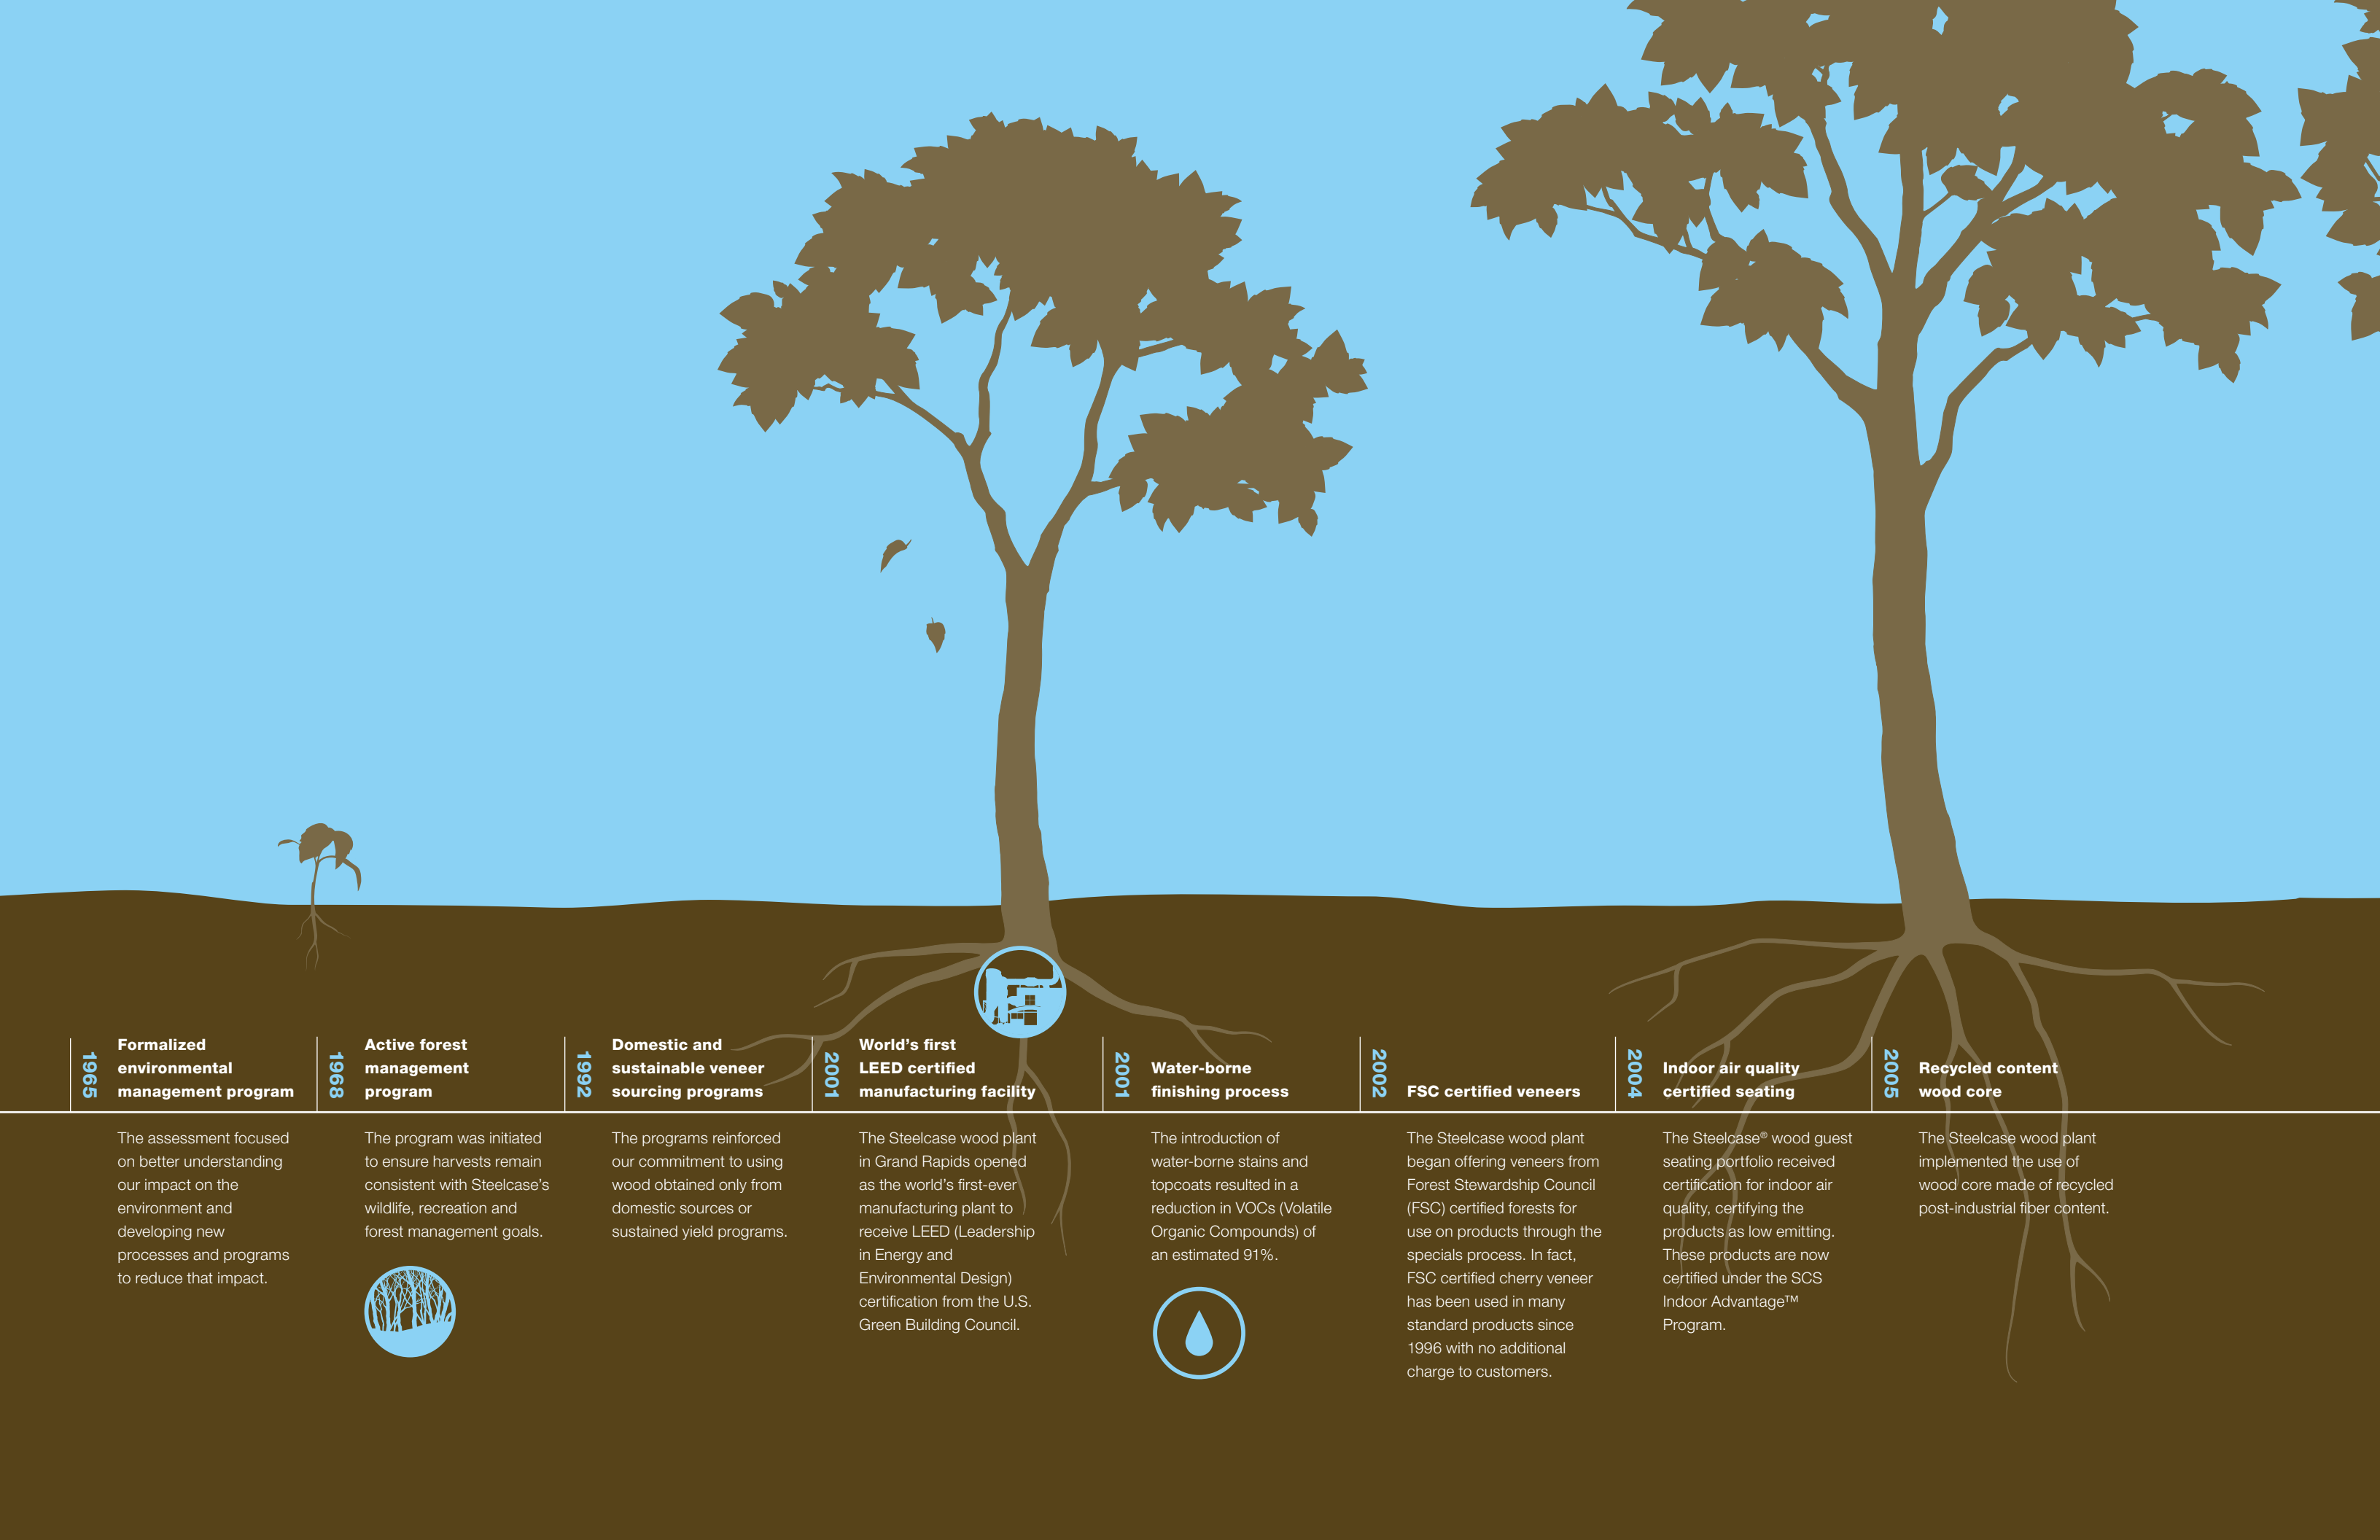 1965
Formalized
environmental
management program
The assessment focused
on better understanding
our impact on the
environment and
developing new
processes and programs
to reduce that impact.
1968
Active forest
management
program
The program was initiated
to ensure harvests remain
consistent with Steelcase’s
wildlife, recreation and
forest management goals.
1992
Domestic and
sustainable veneer
sourcing programs
The programs reinforced
our commitment to using
wood obtained only from
domestic sources or
sustained yield programs.
2001
World’s first
LEED certified
manufacturing facility
The Steelcase wood plant
in Grand Rapids opened
as the world’s first-ever
manufacturing plant to
receive LEED (Leadership
in Energy and
Environmental Design)
certification from the U.S.
Green Building Council.
2001
Water-borne
finishing process
The introduction of
water-borne stains and
topcoats resulted in a
reduction in VOCs (Volatile
Organic Compounds) of
an estimated 91%.
2002
FSC certified veneers
The Steelcase wood plant
began offering veneers from
Forest Stewardship Council
(FSC) certified forests for
use on products through the
specials process. In fact,
FSC certified cherry veneer
has been used in many
standard products since
1996 with no additional
charge to customers.
2004
Indoor air quality
certified seating
The Steelcase® wood guest
seating portfolio received
certification for indoor air
quality, certifying the
products as low emitting.
These products are now
certified under the SCS
Indoor Advantage™
Program.
2005
Recycled content
wood core
The Steelcase wood plant
implemented the use of
wood core made of recycled
post-industrial fiber content.